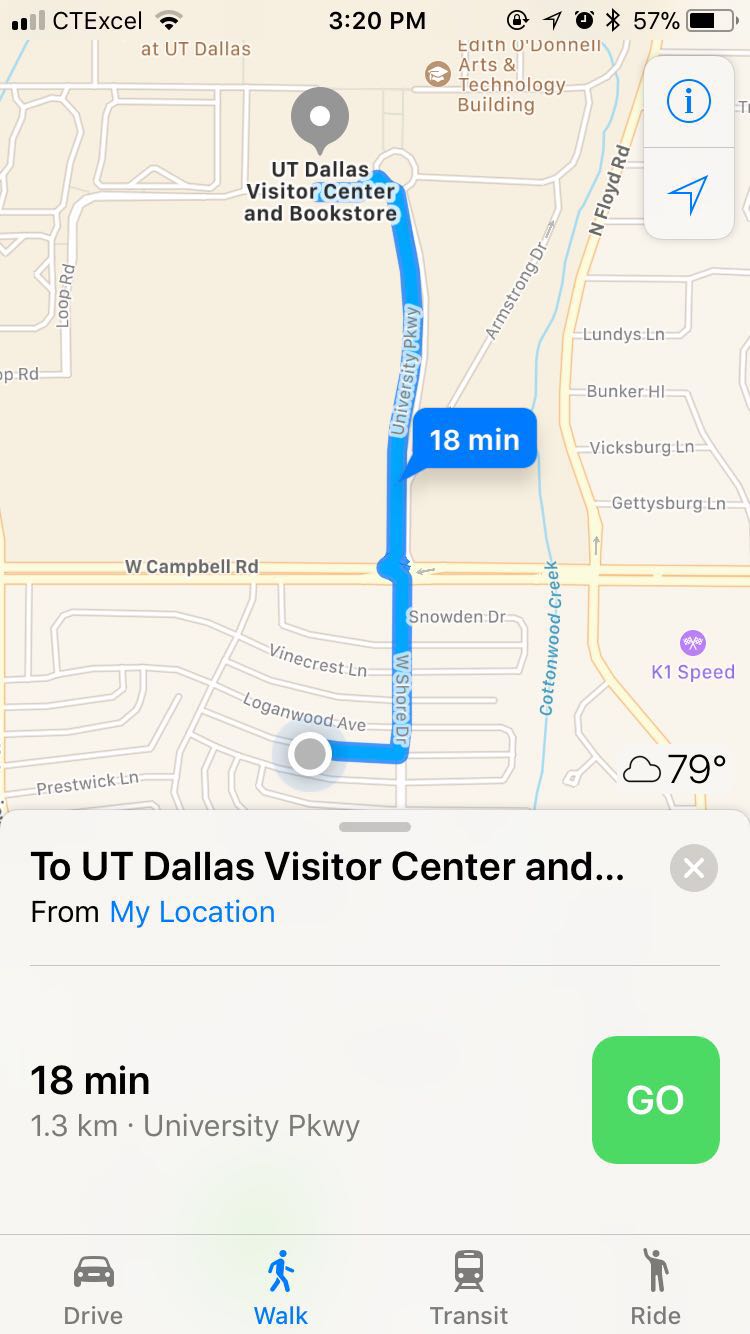 CTExcel 3:20 PM 57%
at UT Dallas
Edith O'Donnell
Arts &
Technology
Building
UT Dallas
Visitor Center
and Bookstore
N Floyd Rd
Loop Rd
Armstrong Dr
Lundys Ln
University Pkwy
op Rd
Bunker Hl
18 min
Vicksburg Ln
Gettysburg Ln
W Campbell Rd
Snowden Dr
Cottonwood Creek
Vinecrest Ln
K1 Speed
W Shore Dr
Loganwood Ave
Prestwick Ln
79°
To UT Dallas Visitor Center and...
From My Location
18 min
1.3 km · University Pkwy
GO
Drive Walk Transit Ride